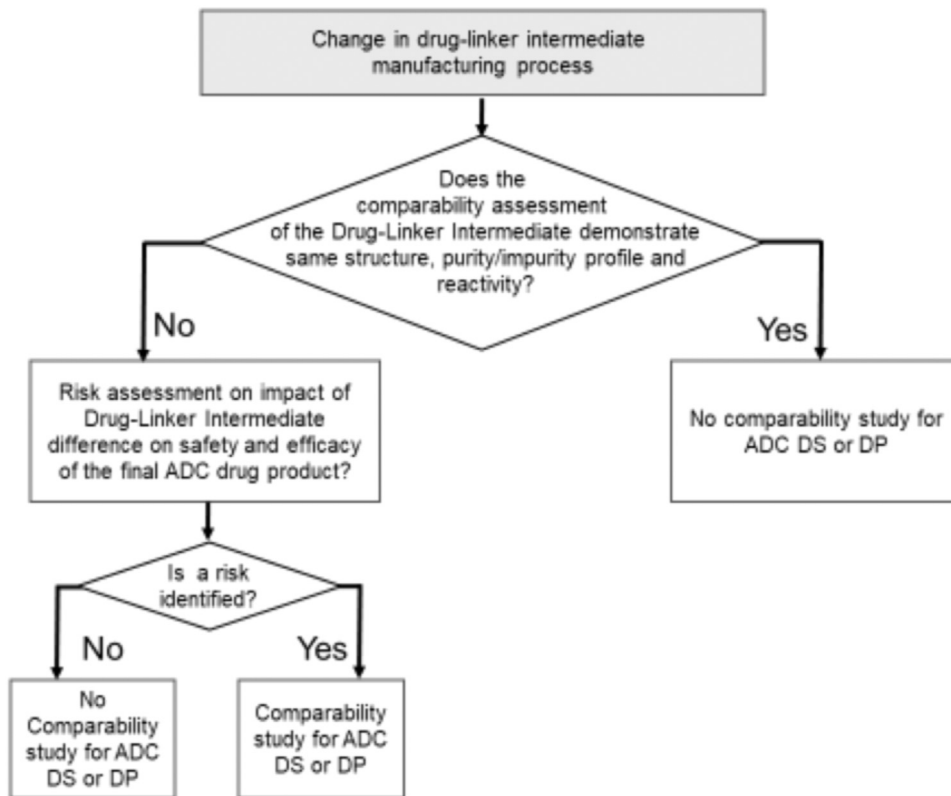 Change in drug-linker intermediate
manufacturing process
Does the
comparability assessment
of the Drug-Linker Intermediate demonstrate
same structure, purity/impurity profile and
reactivity?
No
Yes
Risk assessment on impact of
Drug-Linker Intermediate
difference on safety and efficacy
of the final ADC drug product?
No comparability study for
ADC DS or DP
Is a risk
identified?
No
Yes
No
Comparability
study for ADC
DS or DP
Comparability
study for ADC
DS or DP